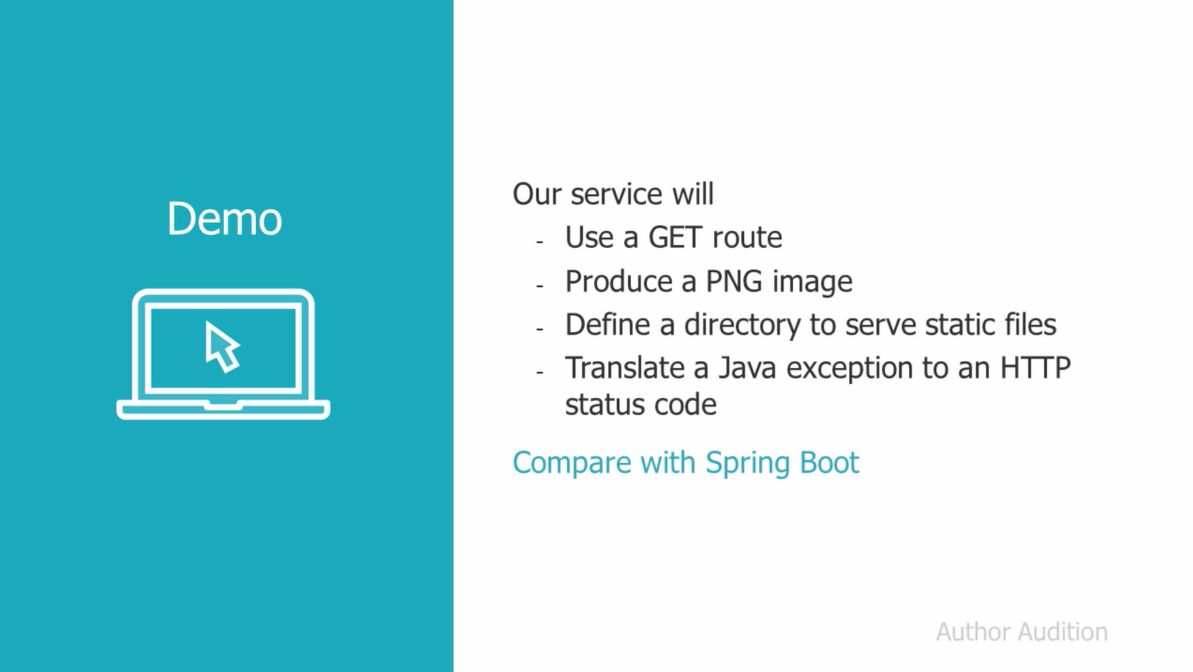 Demo
Our service will
- Use a GET route
- Produce a PNG image
- Define a directory to serve static files
- Translate a Java exception to an HTTP
status code
Compare with Spring Boot
Author Audition